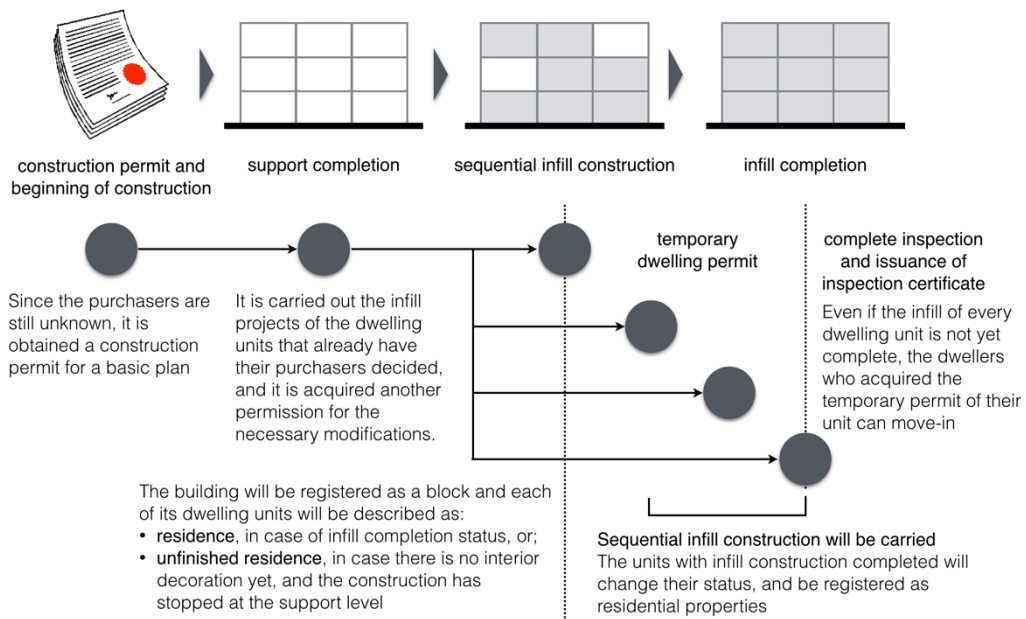 construction permit and
beginning of construction
support completion
sequential infill construction
infill completion
Since the purchasers are
still unknown, it is
obtained a construction
permit for a basic plan
It is carried out the infill
projects of the dwelling
units that already have
their purchasers decided,
and it is acquired another
permission for the
necessary modifications.
temporary
dwelling permit
complete inspection
and issuance of
inspection certificate
Even if the infill of every
dwelling unit is not yet
complete, the dwellers
who acquired the
temporary permit of their
unit can move-in
The building will be registered as a block and each
of its dwelling units will be described as:
• residence, in case of infill completion status, or;
• unfinished residence, in case there is no interior
decoration yet, and the construction has
stopped at the support level
Sequential infill construction will be carried
The units with infill construction completed will
change their status, and be registered as
residential properties